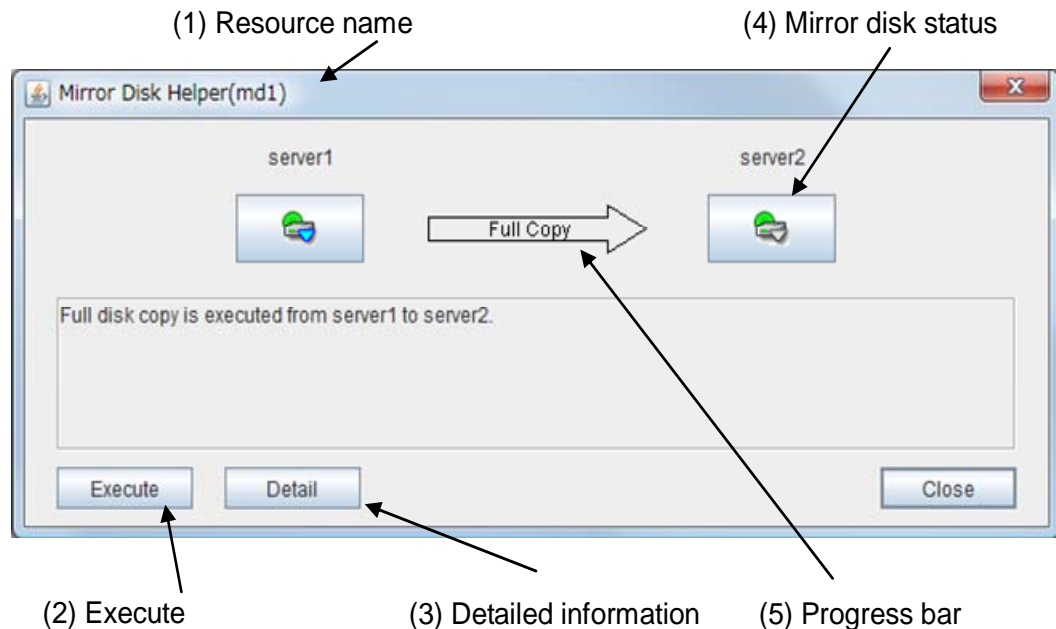 (1) Resource name
(4) Mirror disk status
Mirror Disk Helper(md1)
server1
server2
Full Copy
Full disk copy is executed from server1 to server2.
Execute
Detail
Close
(2) Execute
(3) Detailed information
(5) Progress bar